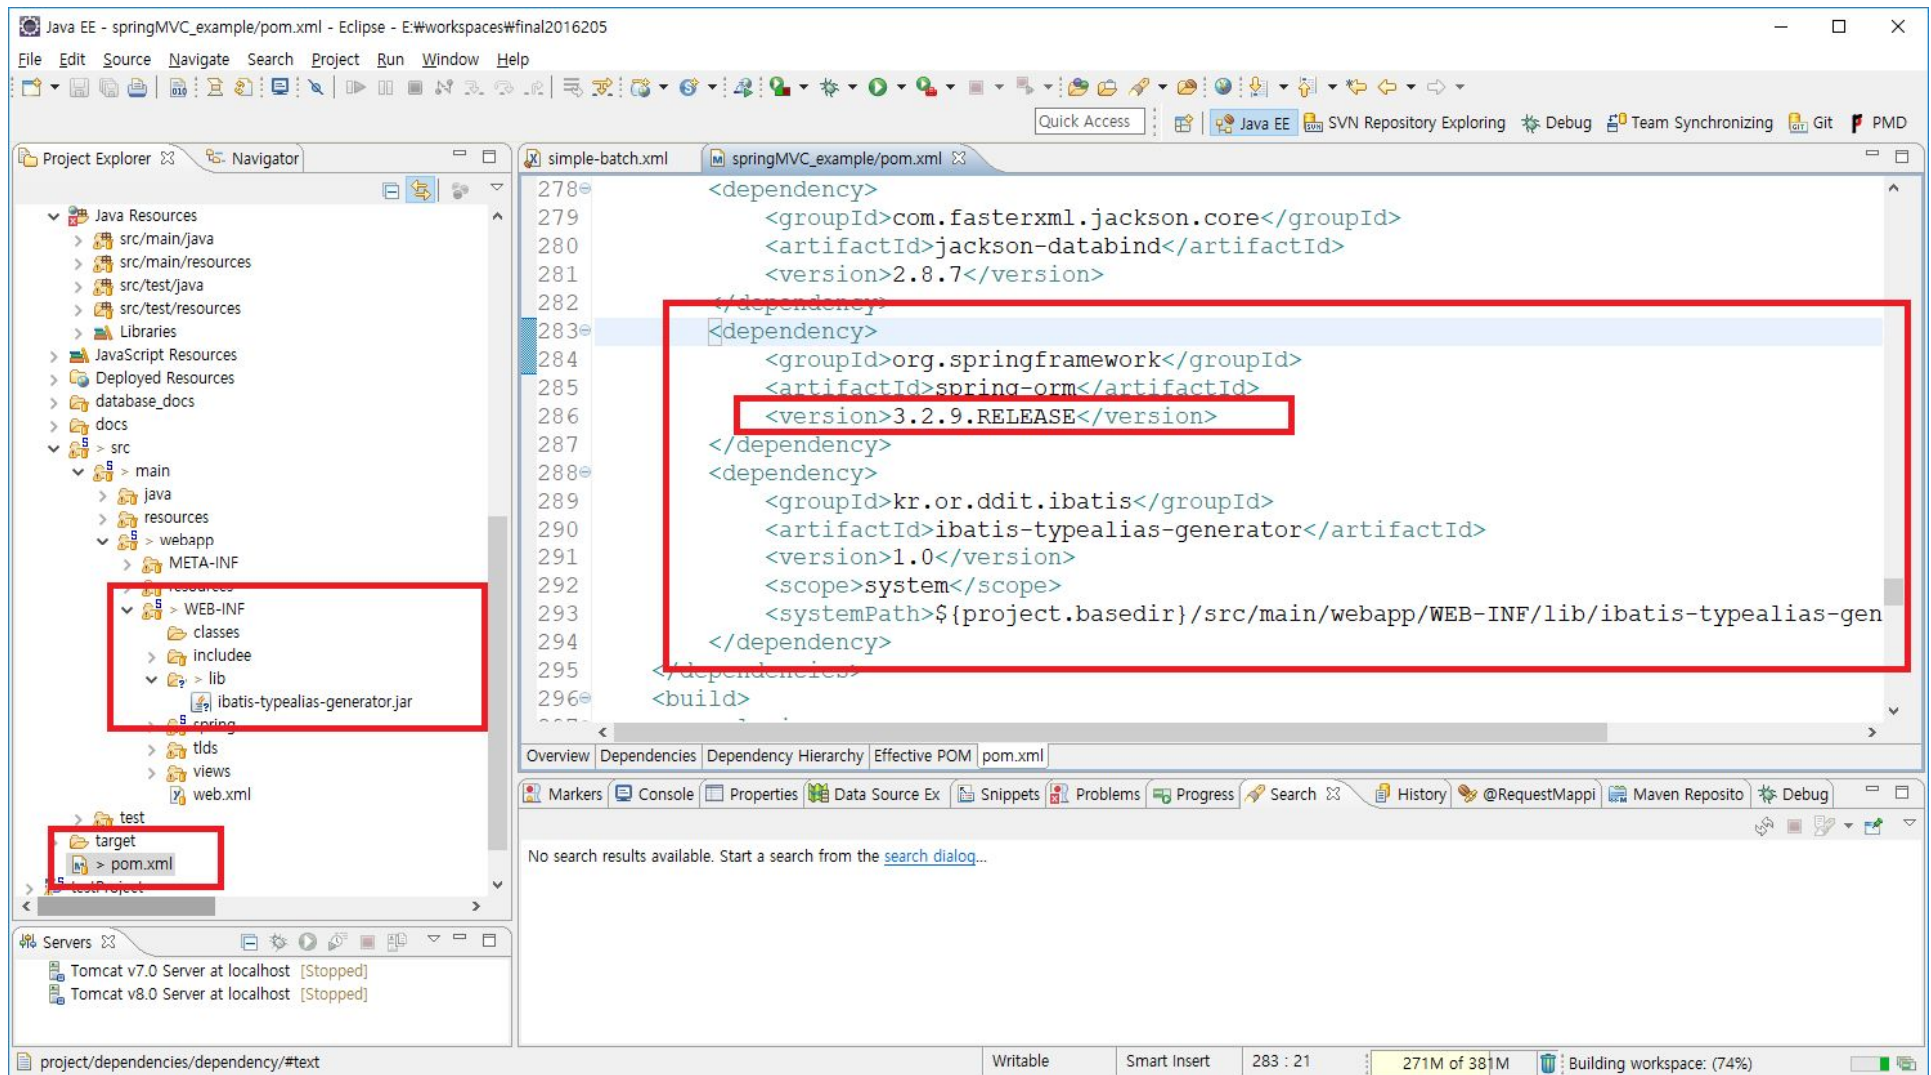 Java EE - springMVC_example/pom.xml - Eclipse - E:₩workspaces₩final2016205
File Edit Source Navigate Search Project Run Window Help
Quick Access
Java EE SVN Repository Exploring Debug Team Synchronizing Git PMD
Project Explorer Navigator
Java Resources
src/main/java
src/main/resources
src/test/java
src/test/resources
Libraries
JavaScript Resources
Deployed Resources
database_docs
docs
> src
> main
java
resources
> webapp
META-INF
resources
> WEB-INF
classes
includee
> lib
ibatis-typealias-generator.jar
spring
tlds
views
web.xml
test
target
> pom.xml
testProject
simple-batch.xml springMVC_example/pom.xml
278 <dependency>
279 <groupId>com.fasterxml.jackson.core</groupId>
280 <artifactId>jackson-databind</artifactId>
281 <version>2.8.7</version>
282 </dependency>
283 <dependency>
284 <groupId>org.springframework</groupId>
285 <artifactId>spring-orm</artifactId>
286 <version>3.2.9.RELEASE</version>
287 </dependency>
288 <dependency>
289 <groupId>kr.or.ddit.ibatis</groupId>
290 <artifactId>ibatis-typealias-generator</artifactId>
291 <version>1.0</version>
292 <scope>system</scope>
293 <systemPath>${project.basedir}/src/main/webapp/WEB-INF/lib/ibatis-typealias-gen
294 </dependency>
295 </dependencies>
296 <build>
Overview Dependencies Dependency Hierarchy Effective POM pom.xml
Markers Console Properties Data Source Ex Snippets Problems Progress Search History @RequestMappi Maven Reposito Debug
No search results available. Start a search from the search dialog...
Servers
Tomcat v7.0 Server at localhost [Stopped]
Tomcat v8.0 Server at localhost [Stopped]
project/dependencies/dependency/#text Writable Smart Insert 283 : 21 271M of 381M Building workspace: (74%)